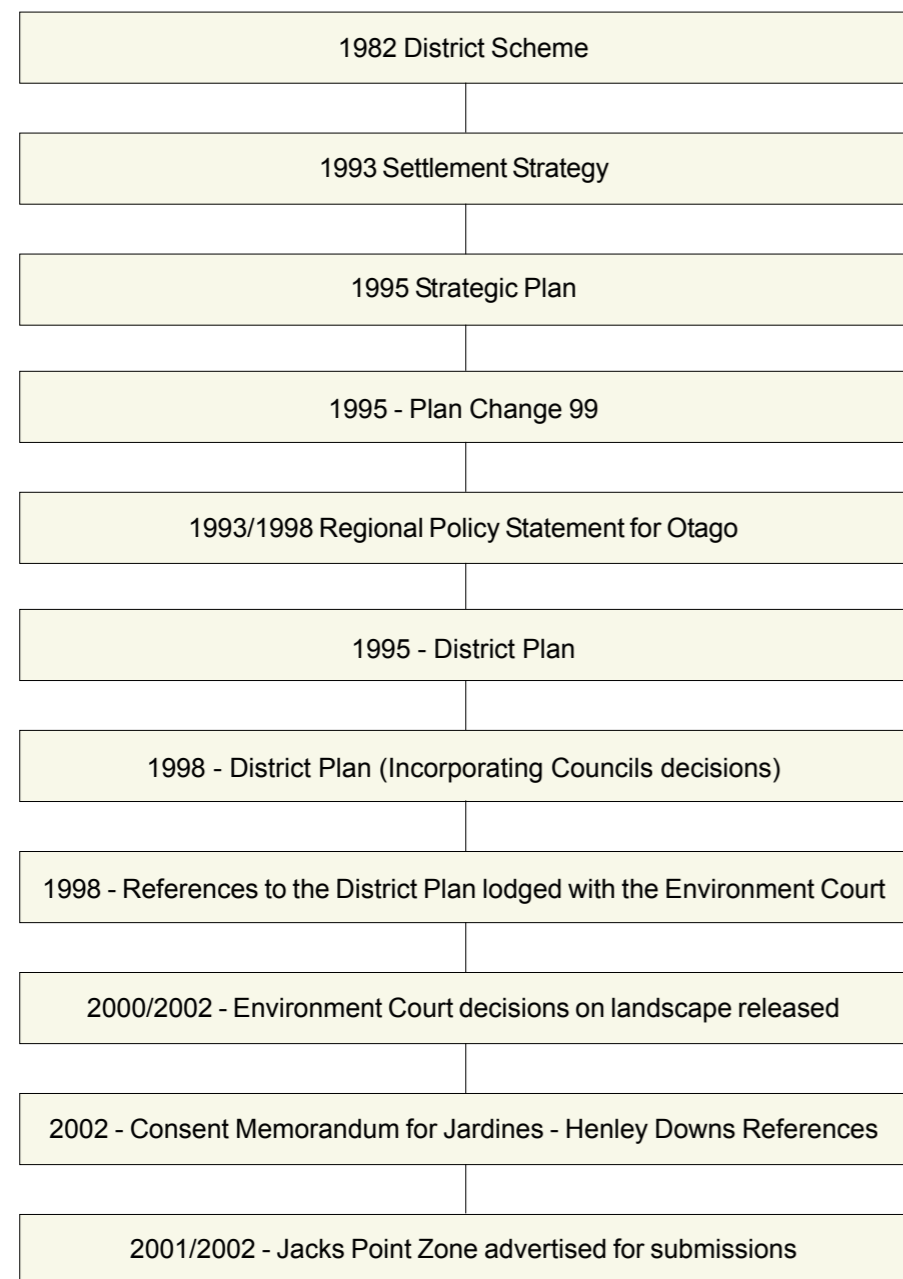 1982 District Scheme
1993 Settlement Strategy
1995 Strategic Plan
1995 - Plan Change 99
1993/1998 Regional Policy Statement for Otago
1995 - District Plan
1998 - District Plan (Incorporating Councils decisions)
1998 - References to the District Plan lodged with the Environment Court
2000/2002 - Environment Court decisions on landscape released
2002 - Consent Memorandum for Jardines - Henley Downs References
2001/2002 - Jacks Point Zone advertised for submissions